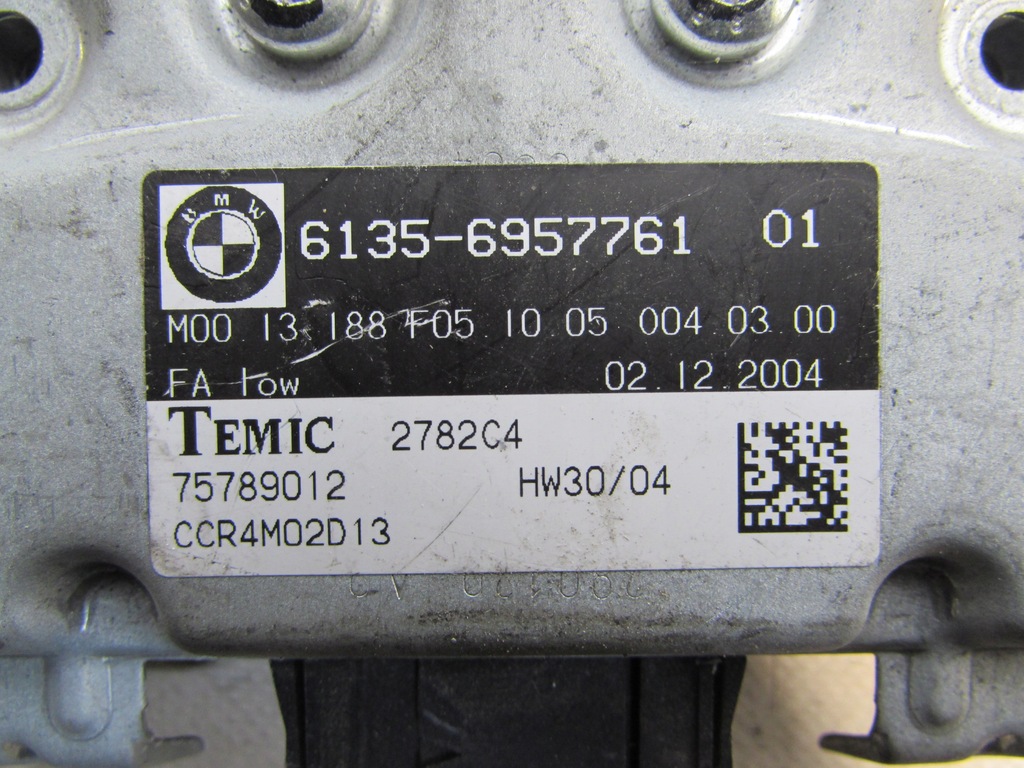 BMW
6135-6957761 01
M00 13 188 F05 10 05 004 03 00
FA low 02.12.2004
TEMIC 2782C4
75789012 HW30/04
CCR4M02D13